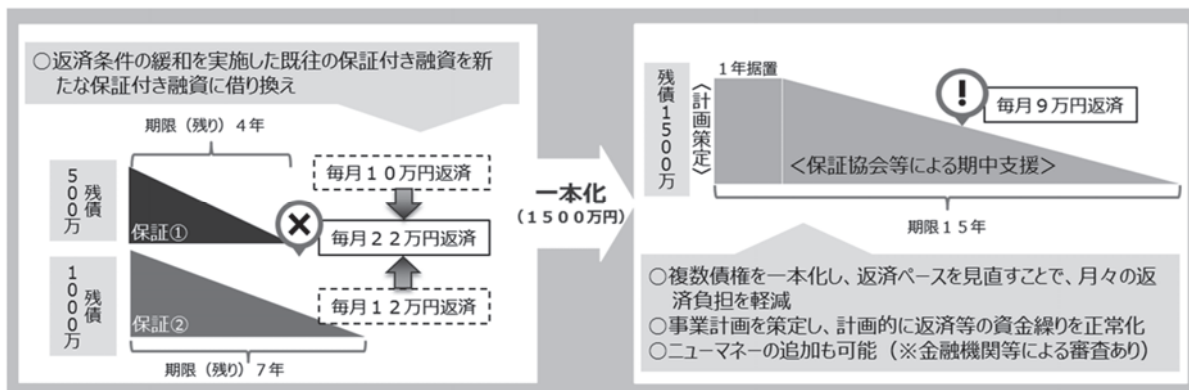 ○返済条件の緩和を実施した既往の保証付き融資を新
たな保証付き融資に借り換え
期限（残り）４年
残債
５００万
保証①
毎月１０万円返済
毎月２２万円返済
毎月１２万円返済
残債
１０００万
保証②
期限（残り）７年
一本化
（１５００万円）
残債１５００万
〈計画策定〉
１年据置
毎月９万円返済
＜保証協会等による期中支援＞
期限１５年
○複数債権を一本化し、返済ペースを見直すことで、月々の返
済負担を軽減
○事業計画を策定し、計画的に返済等の資金繰りを正常化
○ニューマネーの追加も可能（※金融機関等による審査あり）